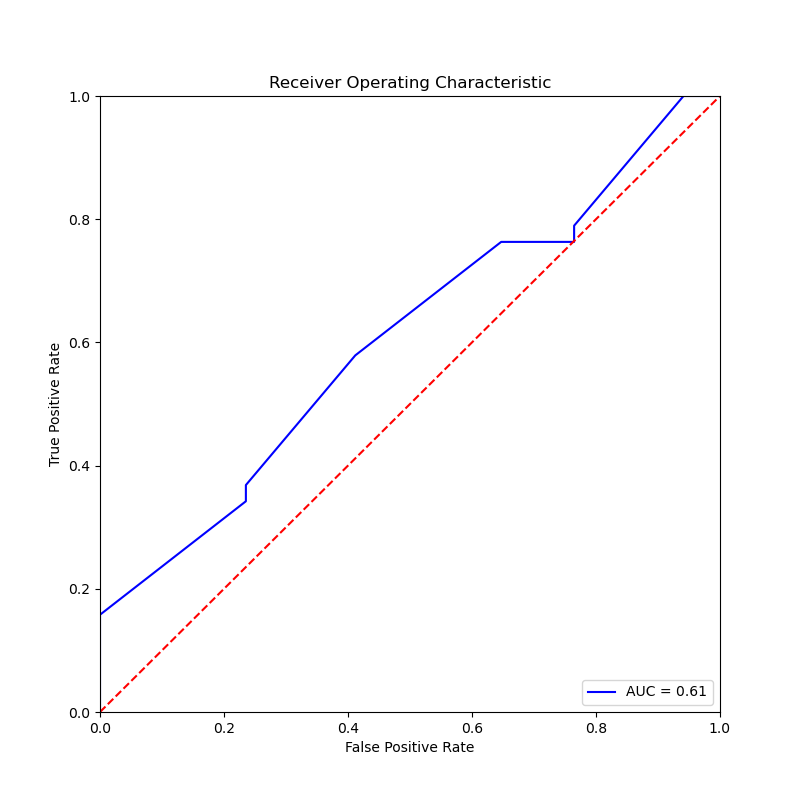 Receiver Operating Characteristic
1.0
0.8
0.6
0.4
0.2
0.0
True Positive Rate
AUC = 0.61
0.0 0.2 0.4 0.6 0.8 1.0
False Positive Rate